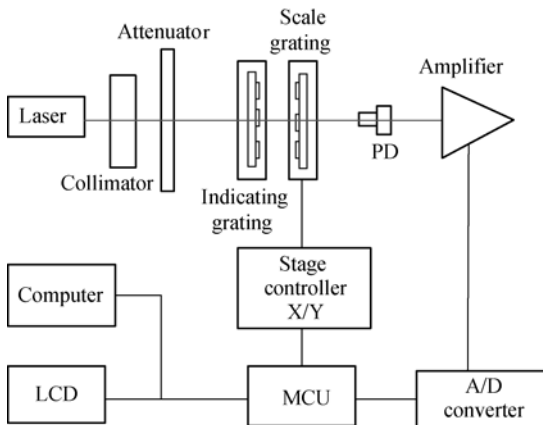 Attenuator
Scale
grating
Amplifier
Laser
Collimator
Indicating
grating
PD
Computer
Stage
controller
X/Y
LCD
MCU
A/D
converter